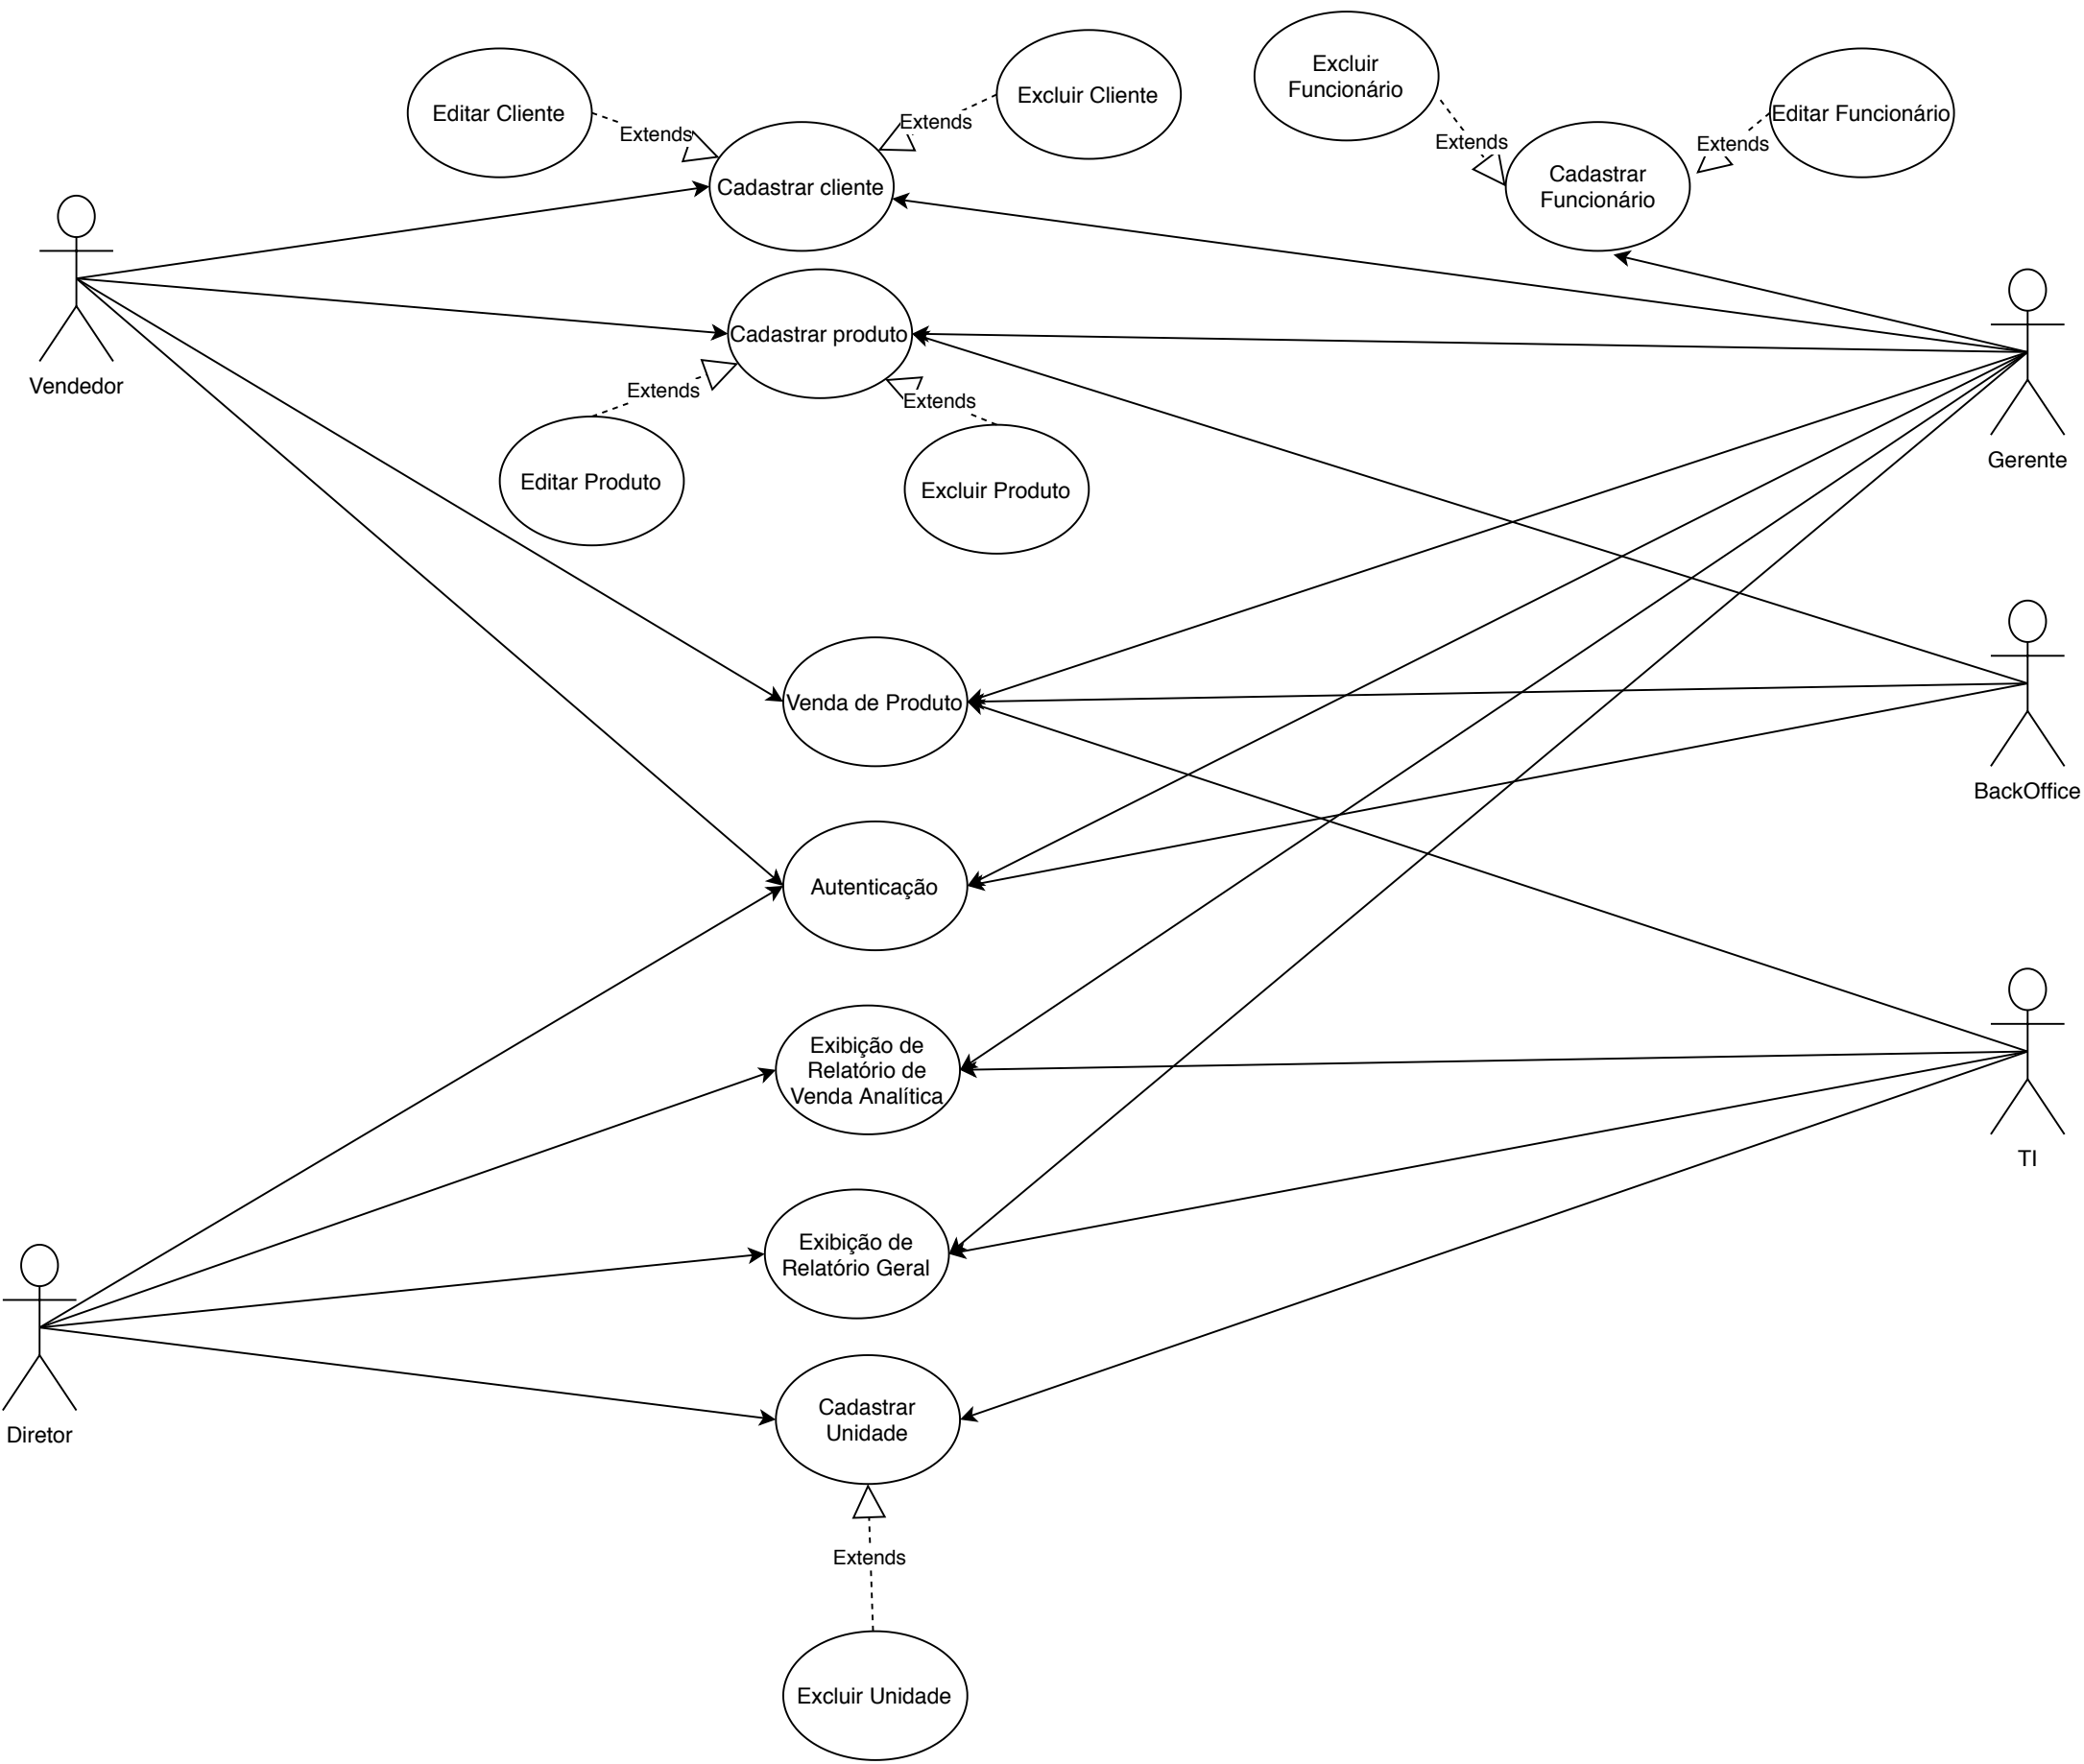 Excluir
Funcionário
Editar Cliente
Excluir Cliente
Editar Funcionário
Extends
Extends
Extends
Extends
Cadastrar cliente
Cadastrar
Funcionário
Vendedor
Cadastrar produto
Extends
Extends
Gerente
Editar Produto
Excluir Produto
Venda de Produto
BackOffice
Autenticação
Exibição de
Relatório de
Venda Analítica
TI
Exibição de
Relatório Geral
Diretor
Cadastrar
Unidade
Extends
Excluir Unidade